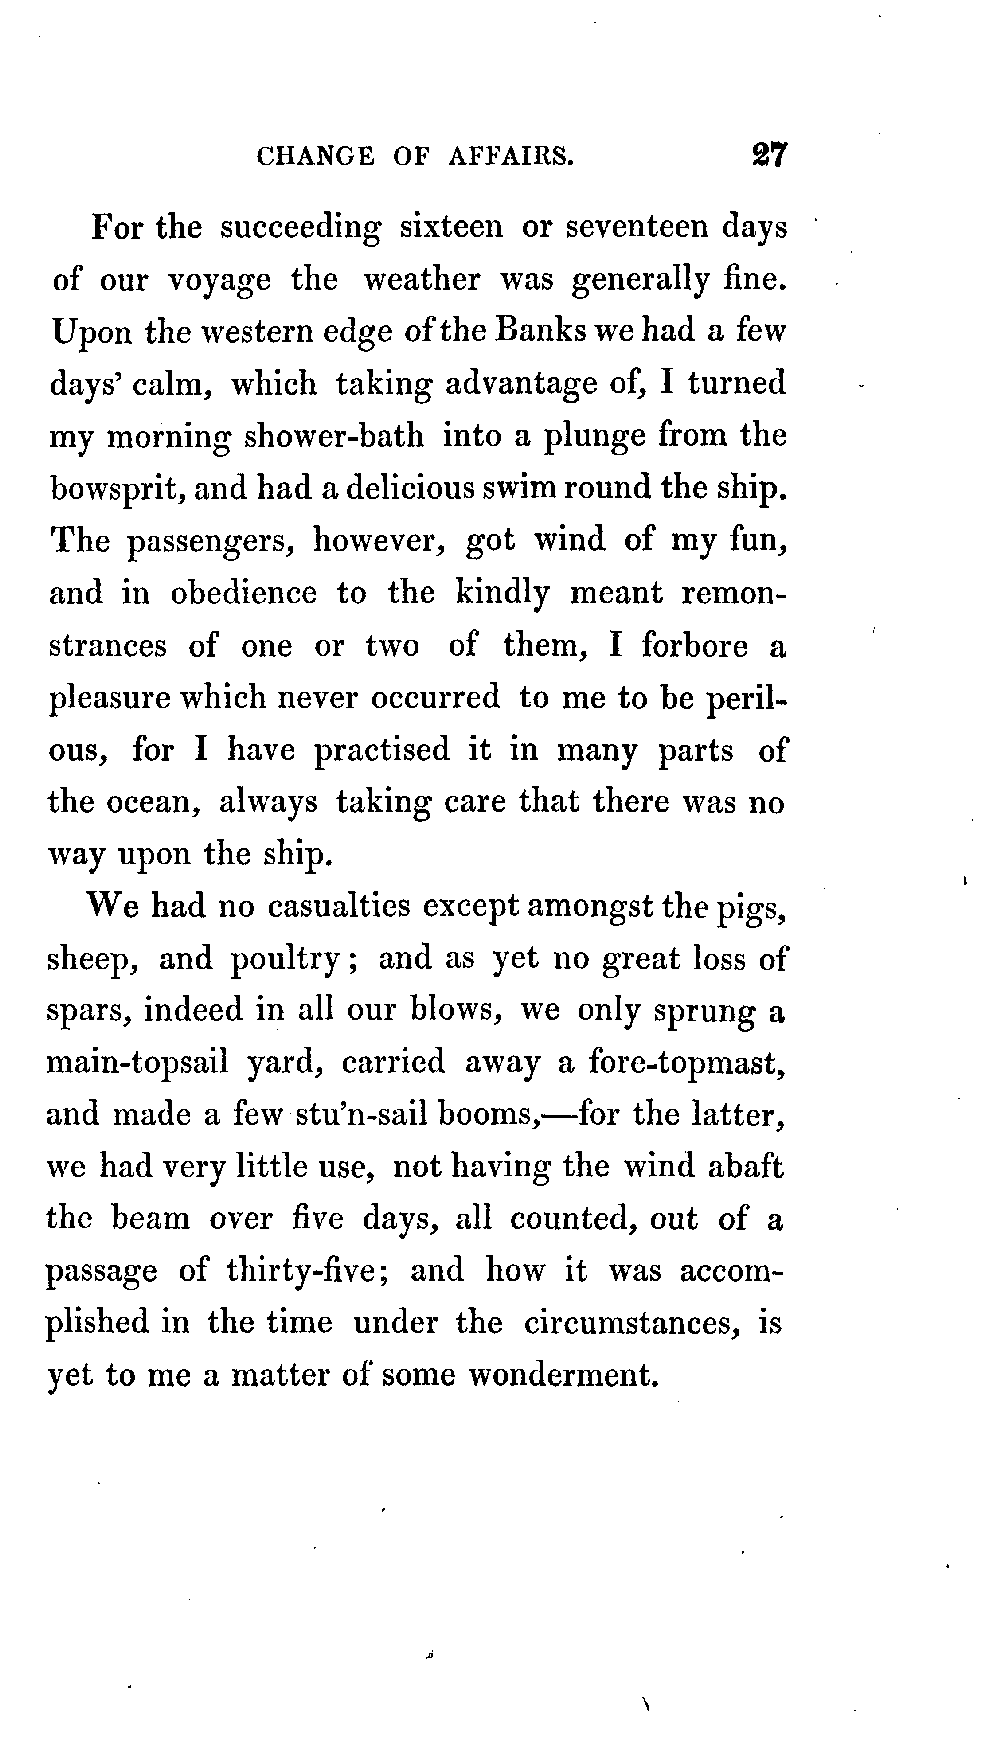 CHANGE OF AFFAIRS. 27
For the succeeding sixteen or seventeen days
of our voyage the weather was generally fine.
Upon the western edge of the Banks we had a few
days' calm, which taking advantage of, I turned
my morning shower-bath into a plunge from the
bowsprit, and had a delicious swim round the ship.
The passengers, however, got wind of my fun,
and in obedience to the kindly meant remon-
strances of one or two of them, I forbore a
pleasure which never occurred to me to be peril-
ous, for I have practised it in many parts of
the ocean, always taking care that there was no
way upon the ship.
We had no casualties except amongst the pigs,
sheep, and poultry; and as yet no great loss of
spars, indeed in all our blows, we only sprung a
main-topsail yard, carried away a fore-topmast,
and made a few stu'n-sail booms,—for the latter,
we had very little use, not having the wind abaft
the beam over five days, all counted, out of a
passage of thirty-five; and how it was accom-
plished in the time under the circumstances, is
yet to me a matter of some wonderment.